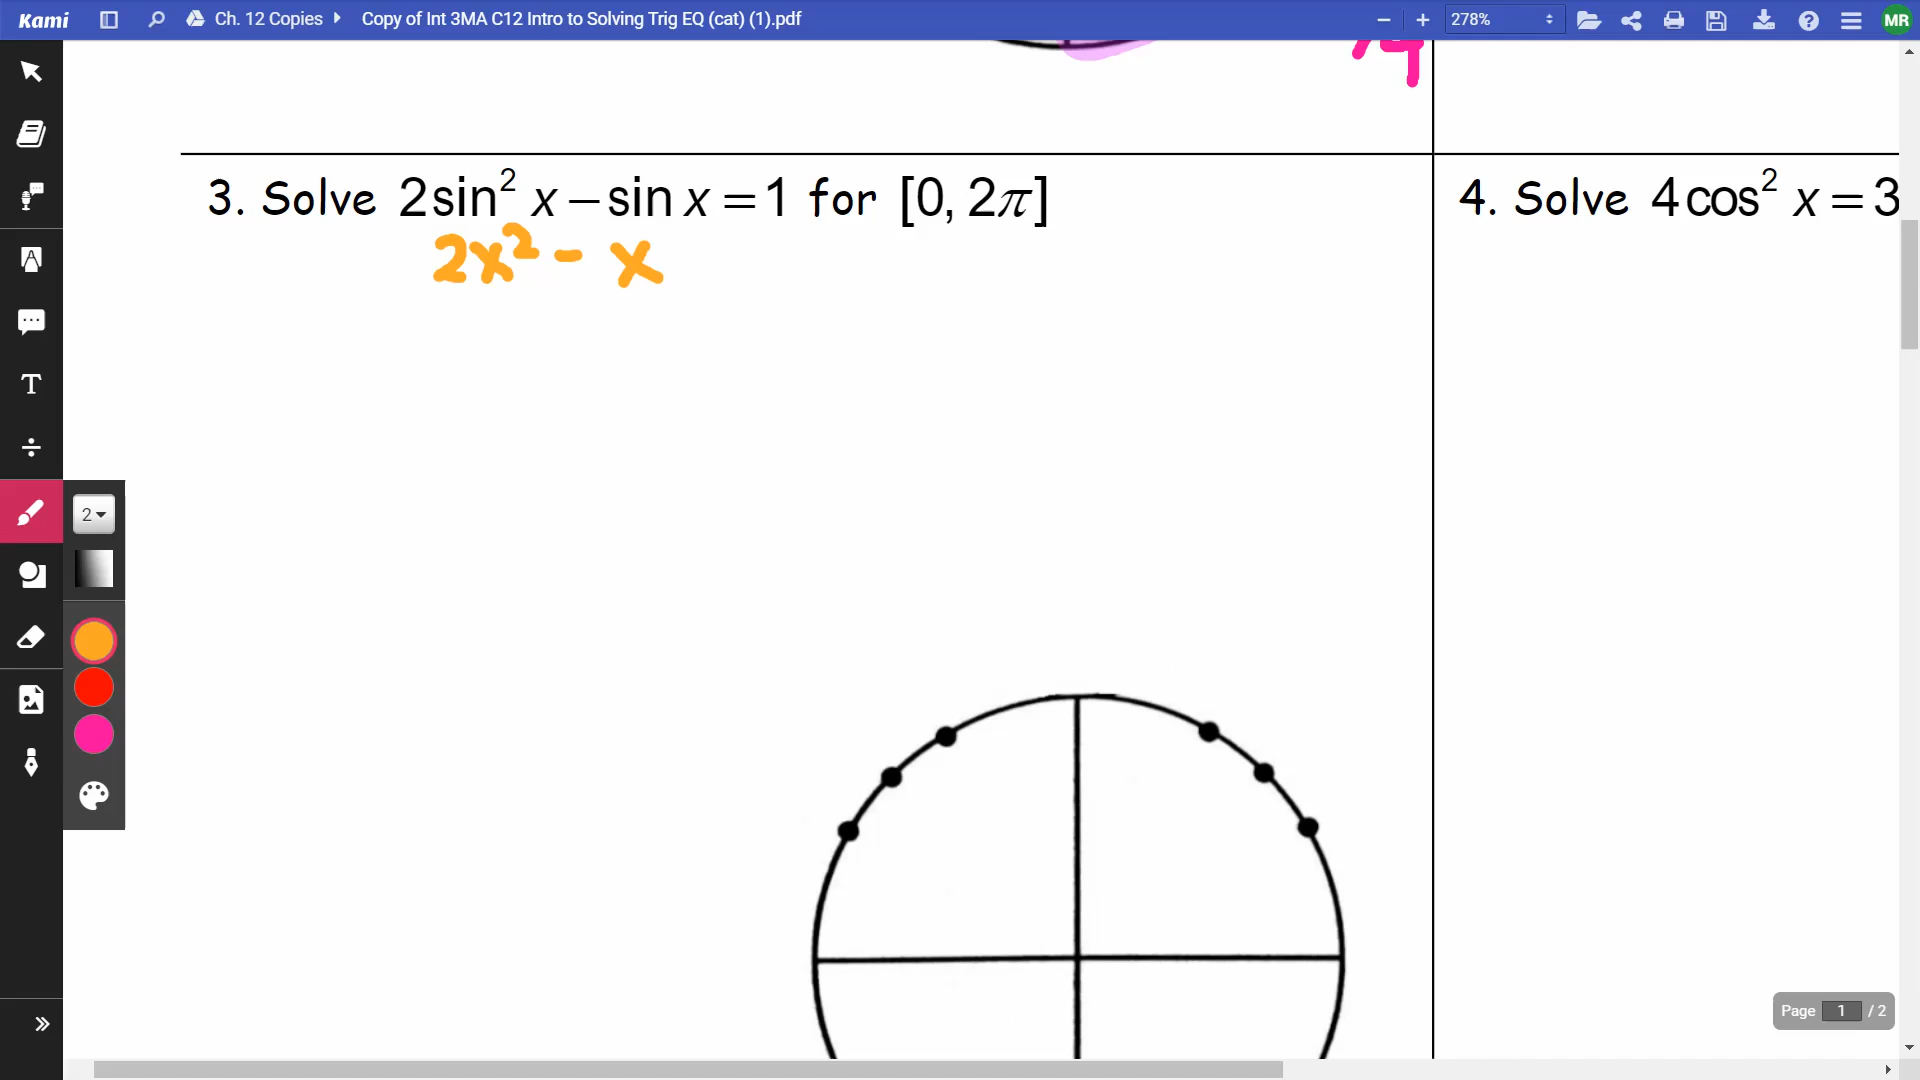 Kami Ch. 12 Copies Copy of Int 3MA C12 Intro to Solving Trig EQ (cat) (1).pdf 278% MR
3. Solve 2sin² x – sin x = 1 for [0, 2π]
2x² - x
4. Solve 4cos² x = 3
2
Page 1 / 2